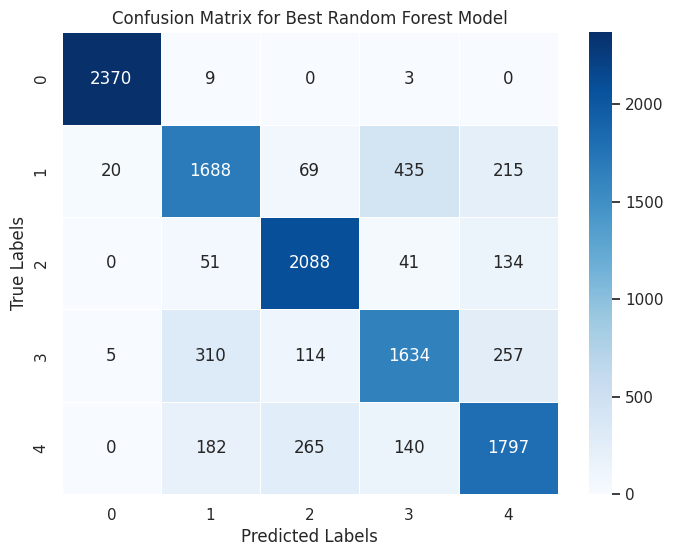 Confusion Matrix for Best Random Forest Model
0 2370 9 0 3 0
1 20 1688 69 435 215
2 0 51 2088 41 134
3 5 310 114 1634 257
4 0 182 265 140 1797
0 1 2 3 4
Predicted Labels
True Labels
2000
1500
1000
500
0